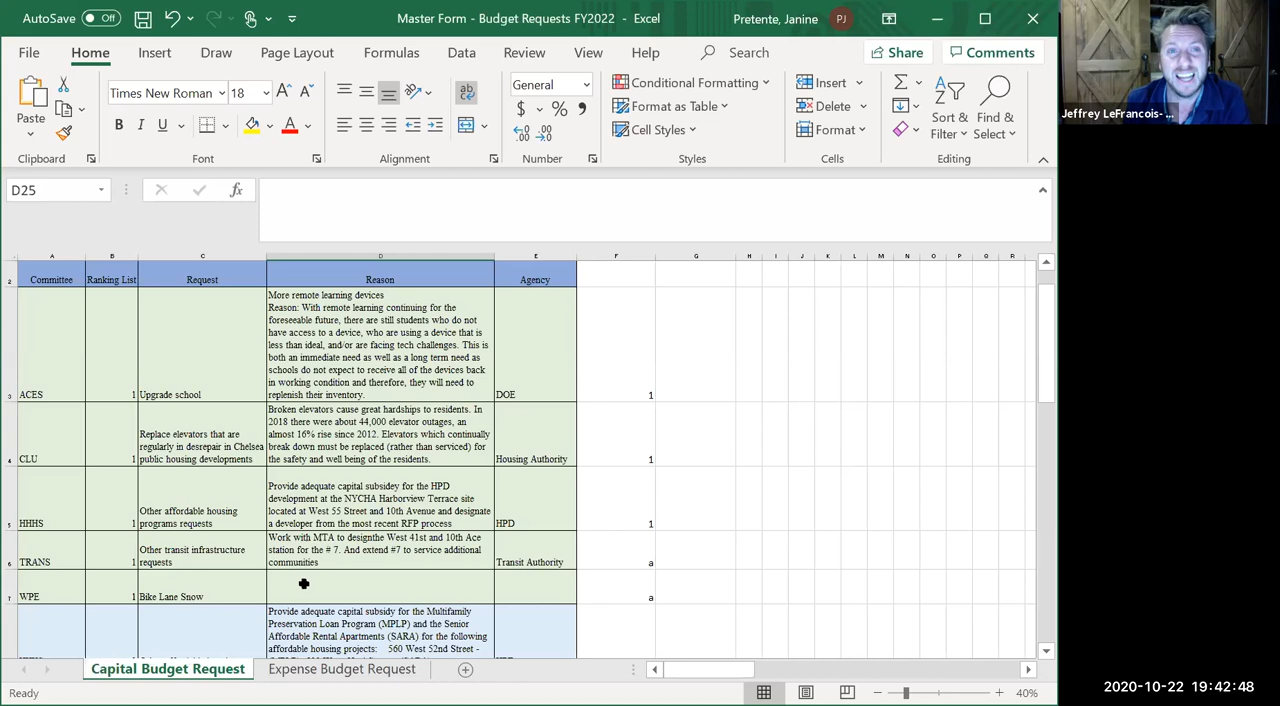 AutoSave Off Master Form - Budget Requests FY2022 - Excel Pretente, Janine PJ
File Home Insert Draw Page Layout Formulas Data Review View Help Search Share Comments
Paste
Clipboard
Times New Roman 18
B I U
Font
Alignment
General
$ %
Number
Conditional Formatting
Format as Table
Cell Styles
Styles
Insert
Delete
Format
Cells
Sort &
Filter
Find &
Select
Editing
Jeffrey LeFrancois- ...
D25 fx
A B C D E F G H I J K L M N O P Q R
2 Committee Ranking List Request Reason Agency
More remote learning devices
Reason: With remote learning continuing for the
foreseeable future, there are still students who do not
have access to a device, who are using a device that is
less than ideal, and/or are facing tech challenges. This is
both an immediate need as well as a long term need as
schools do not expect to receive all of the devices back
in working condition and therefore, they will need to
replenish their inventory.
3 ACES 1 Upgrade school DOE 1
Broken elevators cause great hardships to residents. In
2018 there were about 44,000 elevator outages, an
almost 16% rise since 2012. Elevators which continually
break down must be replaced (rather than serviced) for
the safety and well being of the residents.
Replace elevators that are
regularly in desrepair in Chelsea
public housing developments
4 CLU 1 Housing Authority 1
Provide adequate capital subsidey for the HPD
development at the NYCHA Harborview Terrace site
located at West 55 Street and 10th Avenue and designate
a developer from the most recent RFP process
Other affordable housing
programs requests
5 HHHS 1 HPD 1
Work with MTA to designthe West 41st and 10th Ace
station for the # 7. And extend #7 to service additional
communities
Other transit infrastructure
requests
6 TRANS 1 Transit Authority a
7 WPE 1 Bike Lane Snow a
Provide adequate capital subsidy for the Multifamily
Preservation Loan Program (MPLP) and the Senior
Affordable Rental Apartments (SARA) for the following
affordable housing projects: 560 West 52nd Street -
Capital Budget Request Expense Budget Request
Ready 40%
2020-10-22 19:42:48